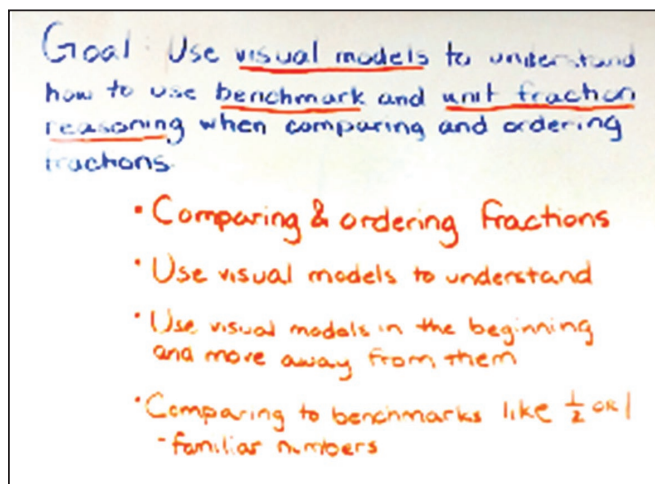 Goal: Use visual models to understand
how to use benchmark and unit fraction
reasoning when comparing and ordering
fractions.
• Comparing & ordering fractions
• Use visual models to understand
• Use visual models in the beginning
and more away from them
• Comparing to benchmarks like 1/2 OR 1
- familiar numbers